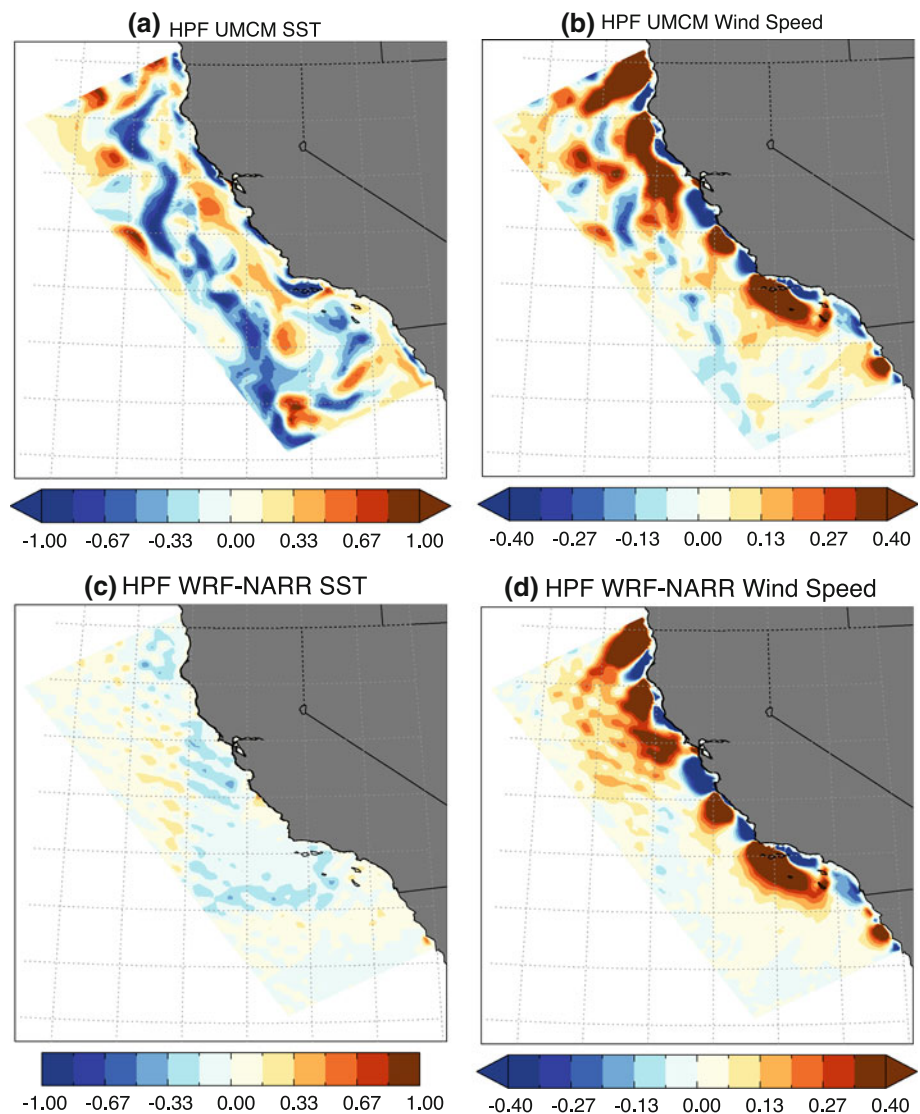 (a) HPF UMCM SST
(b) HPF UMCM Wind Speed
-1.00 -0.67 -0.33 0.00 0.33 0.67 1.00
-0.40 -0.27 -0.13 0.00 0.13 0.27 0.40
(c) HPF WRF-NARR SST
(d) HPF WRF-NARR Wind Speed
-1.00 -0.67 -0.33 0.00 0.33 0.67 1.00
-0.40 -0.27 -0.13 0.00 0.13 0.27 0.40